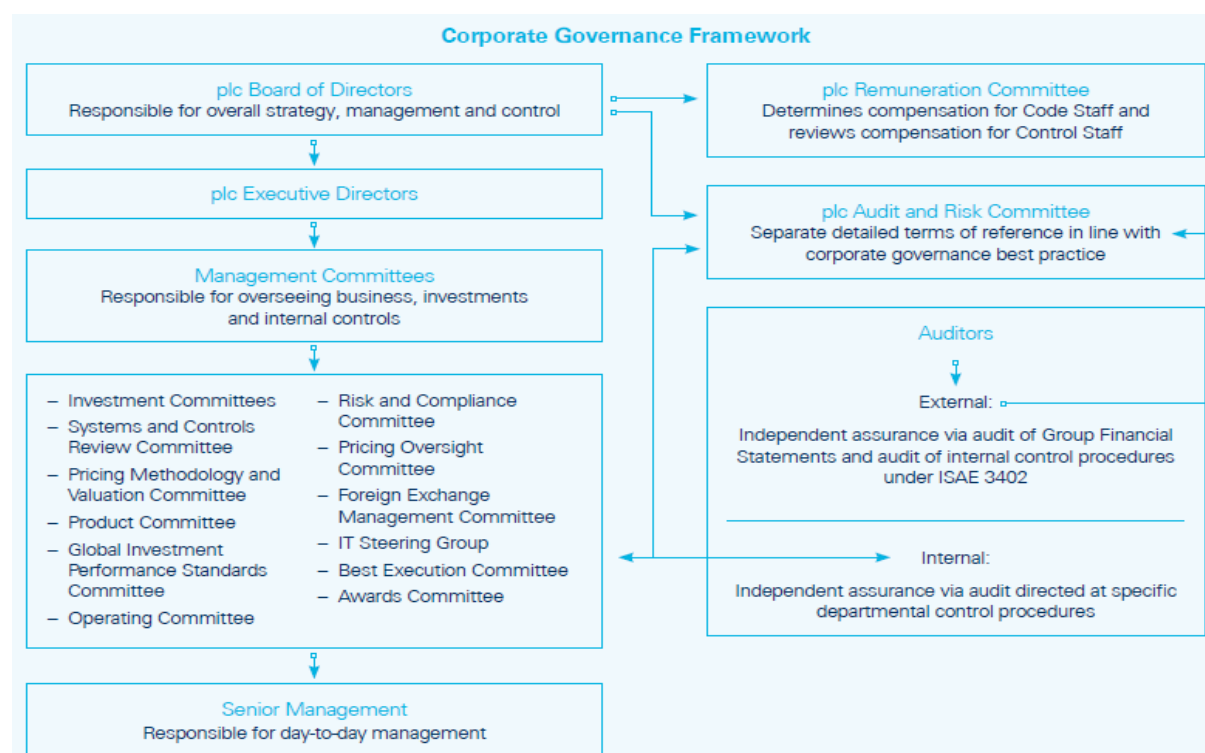 Corporate Governance Framework
plc Board of Directors
Responsible for overall strategy, management and control
plc Executive Directors
Management Committees
Responsible for overseeing business, investments
and internal controls
– Investment Committees
– Systems and Controls
Review Committee
– Pricing Methodology and
Valuation Committee
– Product Committee
– Global Investment
Performance Standards
Committee
– Operating Committee
– Risk and Compliance
Committee
– Pricing Oversight
Committee
– Foreign Exchange
Management Committee
– IT Steering Group
– Best Execution Committee
– Awards Committee
Senior Management
Responsible for day-to-day management
plc Remuneration Committee
Determines compensation for Code Staff and
reviews compensation for Control Staff
plc Audit and Risk Committee
Separate detailed terms of reference in line with
corporate governance best practice
Auditors
External:
Independent assurance via audit of Group Financial
Statements and audit of internal control procedures
under ISAE 3402
Internal:
Independent assurance via audit directed at specific
departmental control procedures